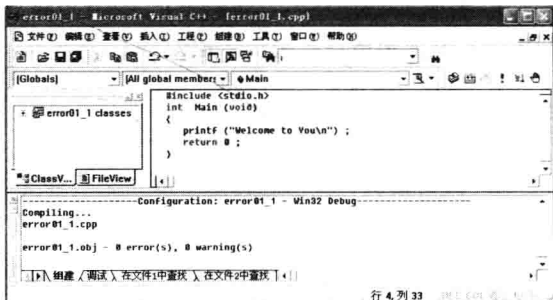 error01_1 - Microsoft Visual C++ - [error01_1.cpp]
文件(F) 编辑(E) 查看(V) 插入(I) 工程(P) 组建(B) 工具(T) 窗口(W) 帮助(H)
[Globals] [All global members Main
#include <stdio.h>
int Main (void)
{
printf ("Welcome to You\n") ;
return 0 ;
}
error01_1 classes
ClassV... FileView
Configuration: error01_1 - Win32 Debug
Compiling...
error01_1.cpp
error01_1.obj - 0 error(s), 0 warning(s)
组建 调试 在文件1中查找 在文件2中查找
行 4, 列 33